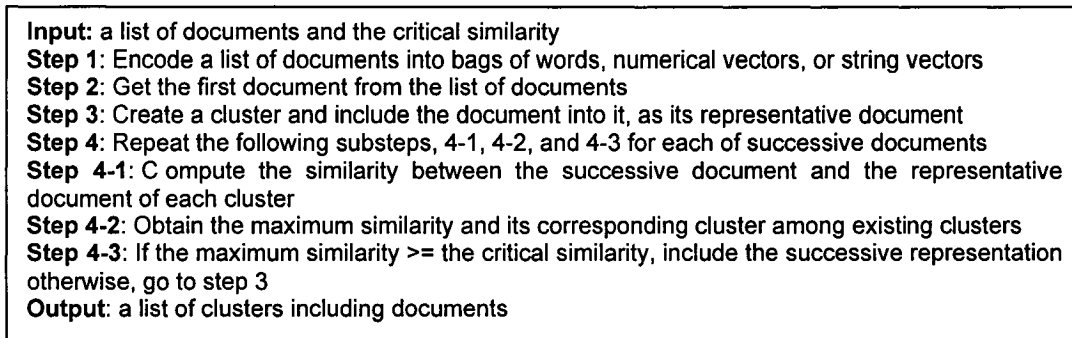 Input: a list of documents and the critical similarity
Step 1: Encode a list of documents into bags of words, numerical vectors, or string vectors
Step 2: Get the first document from the list of documents
Step 3: Create a cluster and include the document into it, as its representative document
Step 4: Repeat the following substeps, 4-1, 4-2, and 4-3 for each of successive documents
Step 4-1: C ompute the similarity between the successive document and the representative
document of each cluster
Step 4-2: Obtain the maximum similarity and its corresponding cluster among existing clusters
Step 4-3: If the maximum similarity >= the critical similarity, include the successive representation
otherwise, go to step 3
Output: a list of clusters including documents